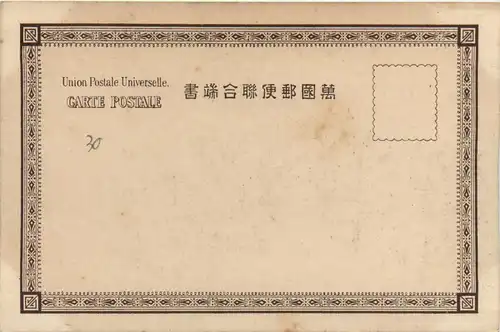 Union Postale Universelle.
CARTE POSTALE
書端合聯便郵國萬
30